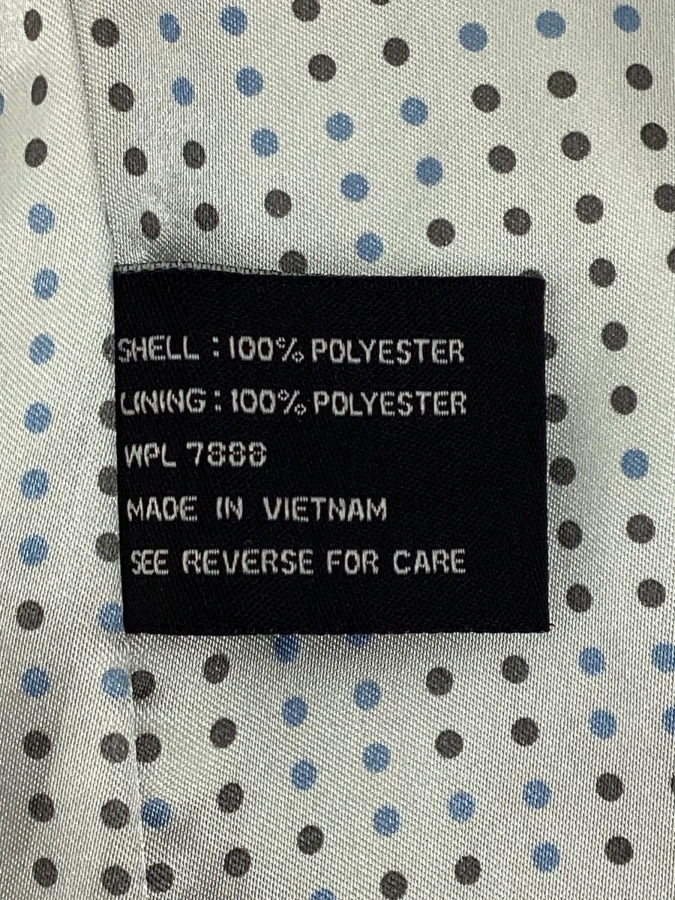 SHELL : 100% POLYESTER
LINING : 100% POLYESTER
WPL 7888
MADE IN VIETNAM
SEE REVERSE FOR CARE